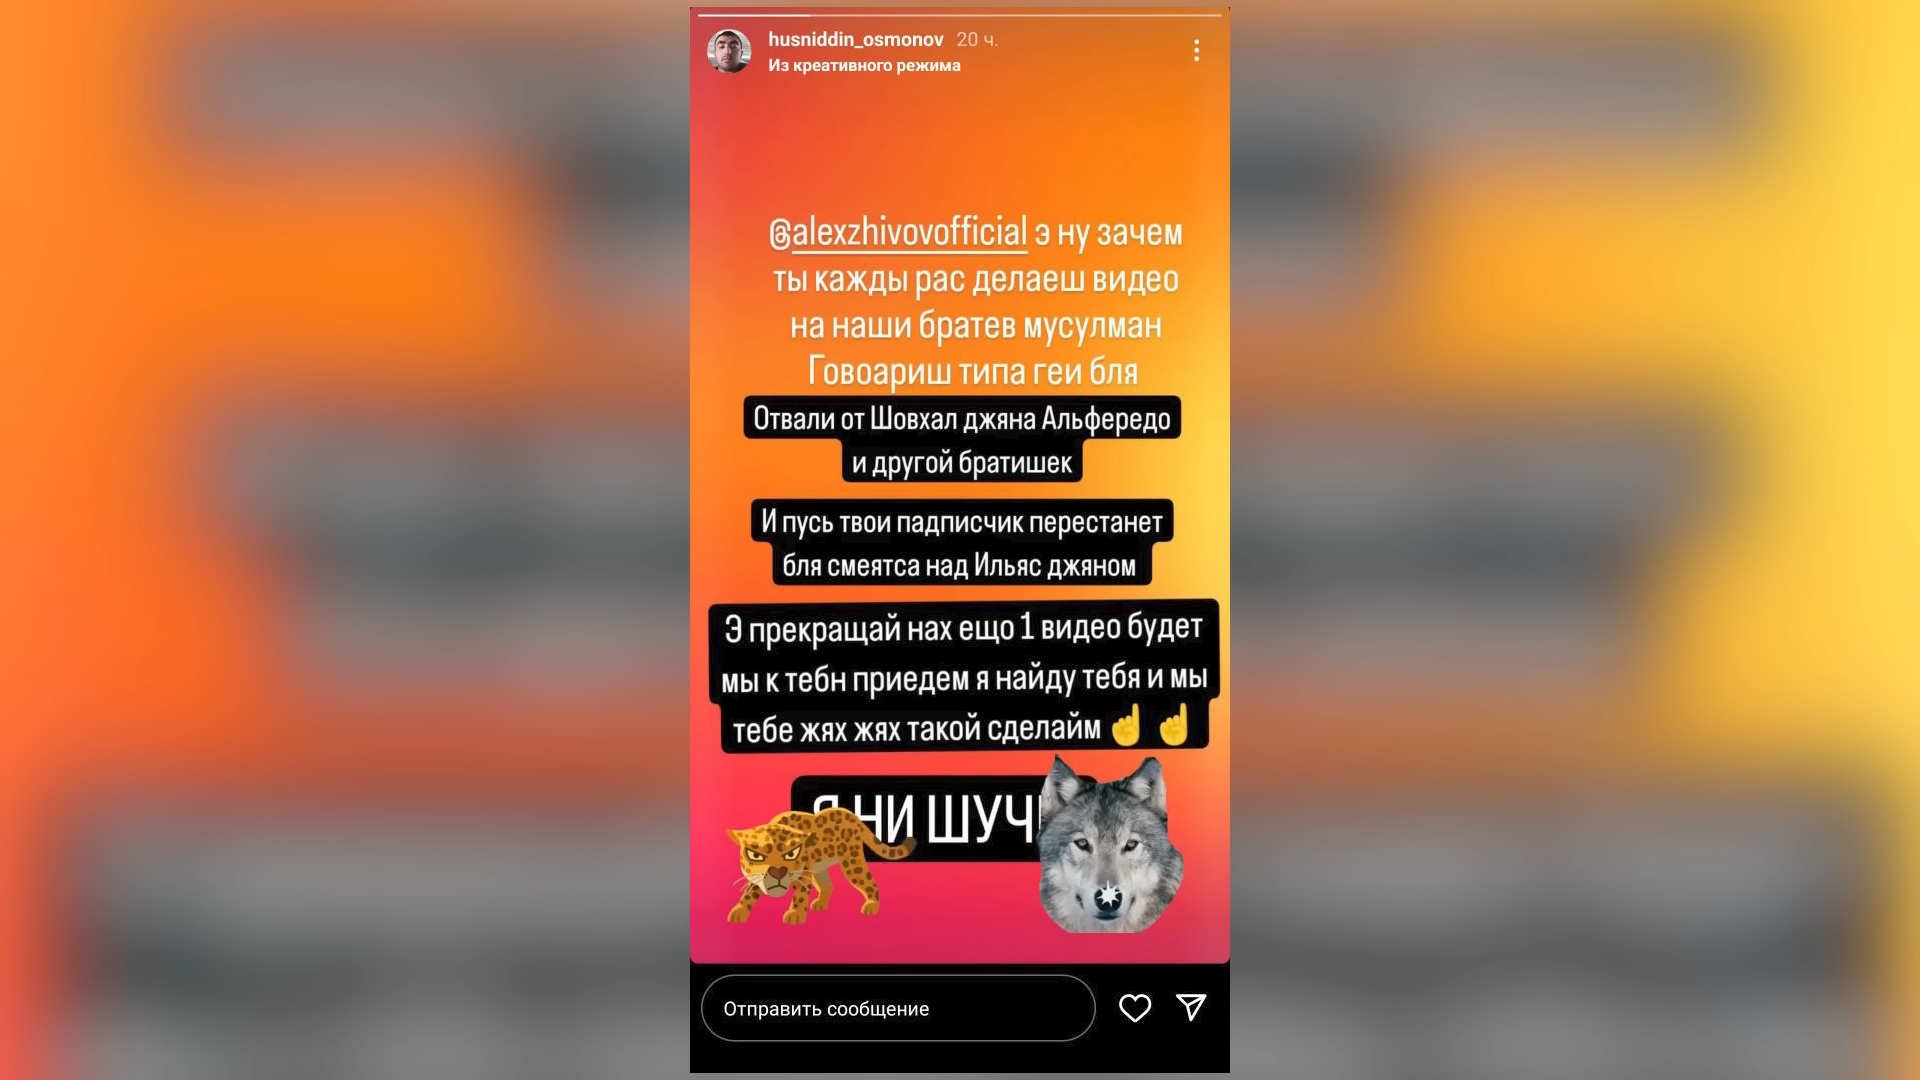 husniddin_osmonov 20 ч.
Из креативного режима
@alexzhivovofficial э ну зачем
ты кажды рас делаеш видео
на наши братев мусулман
Говоариш типа геи бля
Отвали от Шовхал джяна Альфередо
и другой братишек
И пусь твои падписчик перестанет
бля смеятса над Ильяс джяном
Э прекращай нах ещо 1 видео будет
мы к тебн приедем я найду тебя и мы
тебе жях жях такой сделайм ☝️ ☝️
Я НИ ШУЧ
Отправить сообщение